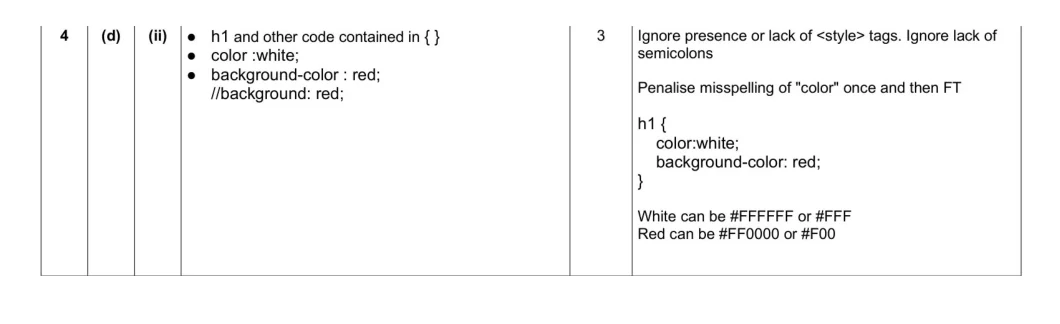 4 (d) (ii) • h1 and other code contained in { } 3 Ignore presence or lack of <style> tags. Ignore lack of
• color :white; semicolons
• background-color : red;
//background: red; Penalise misspelling of "color" once and then FT
h1 {
color:white;
background-color: red;
}
White can be #FFFFFF or #FFF
Red can be #FF0000 or #F00